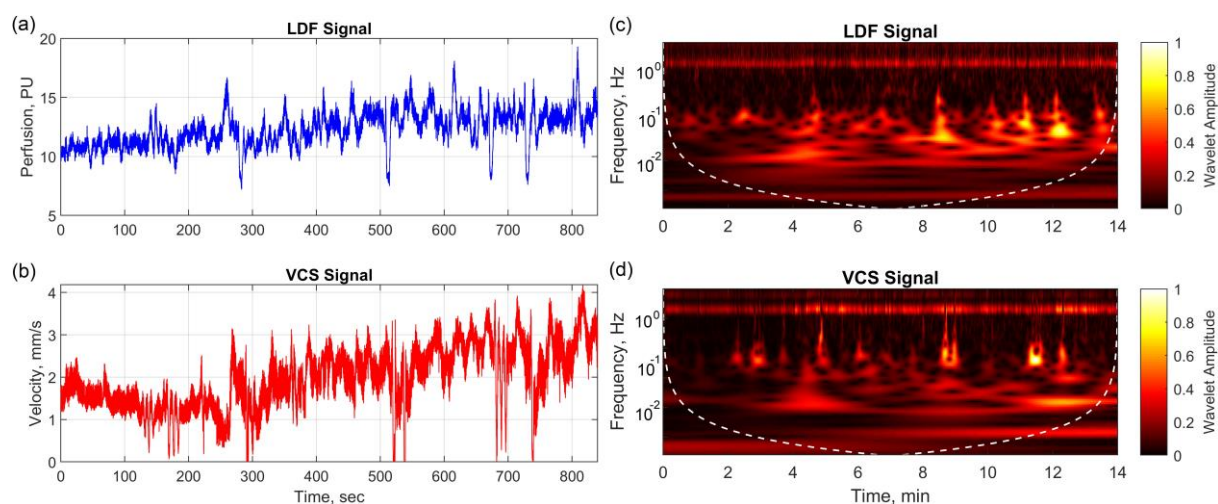 (a)
LDF Signal
Perfusion, PU
20
15
10
5
0 100 200 300 400 500 600 700 800
(b)
VCS Signal
Velocity, mm/s
4
3
2
1
0
0 100 200 300 400 500 600 700 800
Time, sec
(c)
LDF Signal
Frequency, Hz
10⁰
10⁻¹
10⁻²
0 2 4 6 8 10 12 14
1
0.8
0.6
0.4
0.2
0
Wavelet Amplitude
(d)
VCS Signal
Frequency, Hz
10⁰
10⁻¹
10⁻²
0 2 4 6 8 10 12 14
Time, min
1
0.8
0.6
0.4
0.2
0
Wavelet Amplitude